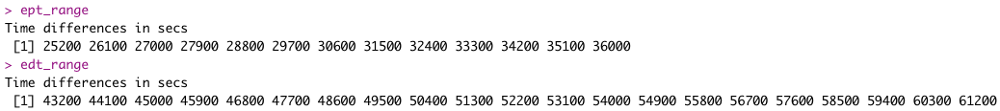 > ept_range
Time differences in secs
 [1] 25200 26100 27000 27900 28800 29700 30600 31500 32400 33300 34200 35100 36000
> edt_range
Time differences in secs
 [1] 43200 44100 45000 45900 46800 47700 48600 49500 50400 51300 52200 53100 54000 54900 55800 56700 57600 58500 59400 60300 61200